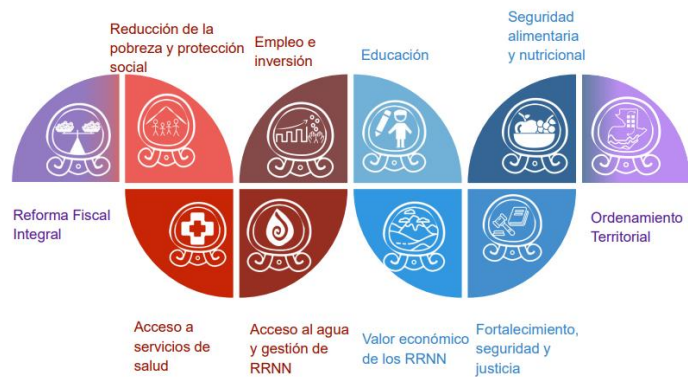 Reducción de la
pobreza y protección
social
Empleo e
inversión
Educación
Seguridad
alimentaria
y nutricional
Reforma Fiscal
Integral
Ordenamiento
Territorial
Acceso a
servicios de
salud
Acceso al agua
y gestión de
RRNN
Valor económico
de los RRNN
Fortalecimiento,
seguridad y
justicia